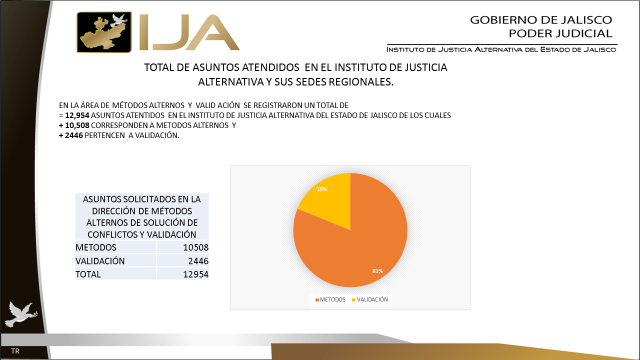 IJA
GOBIERNO DE JALISCO
PODER JUDICIAL
INSTITUTO DE JUSTICIA ALTERNATIVA DEL ESTADO DE JALISCO
TOTAL DE ASUNTOS ATENDIDOS EN EL INSTITUTO DE JUSTICIA
ALTERNATIVA Y SUS SEDES REGIONALES.
EN LA ÁREA DE MÉTODOS ALTERNOS Y VALID ACIÓN SE REGISTRARON UN TOTAL DE
= 12,954 ASUNTOS ATENTIDOS EN EL INSTITUTO DE JUSTICIA ALTERNATIVA DEL ESTADO DE JALISCO DE LOS CUALES
+ 10,508 CORRESPONDEN A METODOS ALTERNOS Y
+ 2446 PERTENCEN A VALIDACIÓN.
ASUNTOS SOLICITADOS EN LA
DIRECCIÓN DE MÉTODOS
ALTERNOS DE SOLUCIÓN DE
CONFLICTOS Y VALIDACIÓN
METODOS 10508
VALIDACIÓN 2446
TOTAL 12954
19%
81%
METODOS VALIDACIÓN
TR